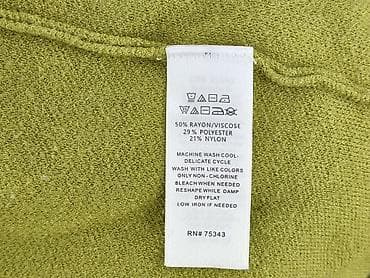 50% RAYON/VISCOSE
29% POLYESTER
21% NYLON
MACHINE WASH COOL-
DELICATE CYCLE
WASH WITH LIKE COLORS
ONLY NON-CHLORINE
BLEACH WHEN NEEDED
RESHAPE WHILE DAMP
DRY FLAT
LOW IRON IF NEEDED
RN# 75343